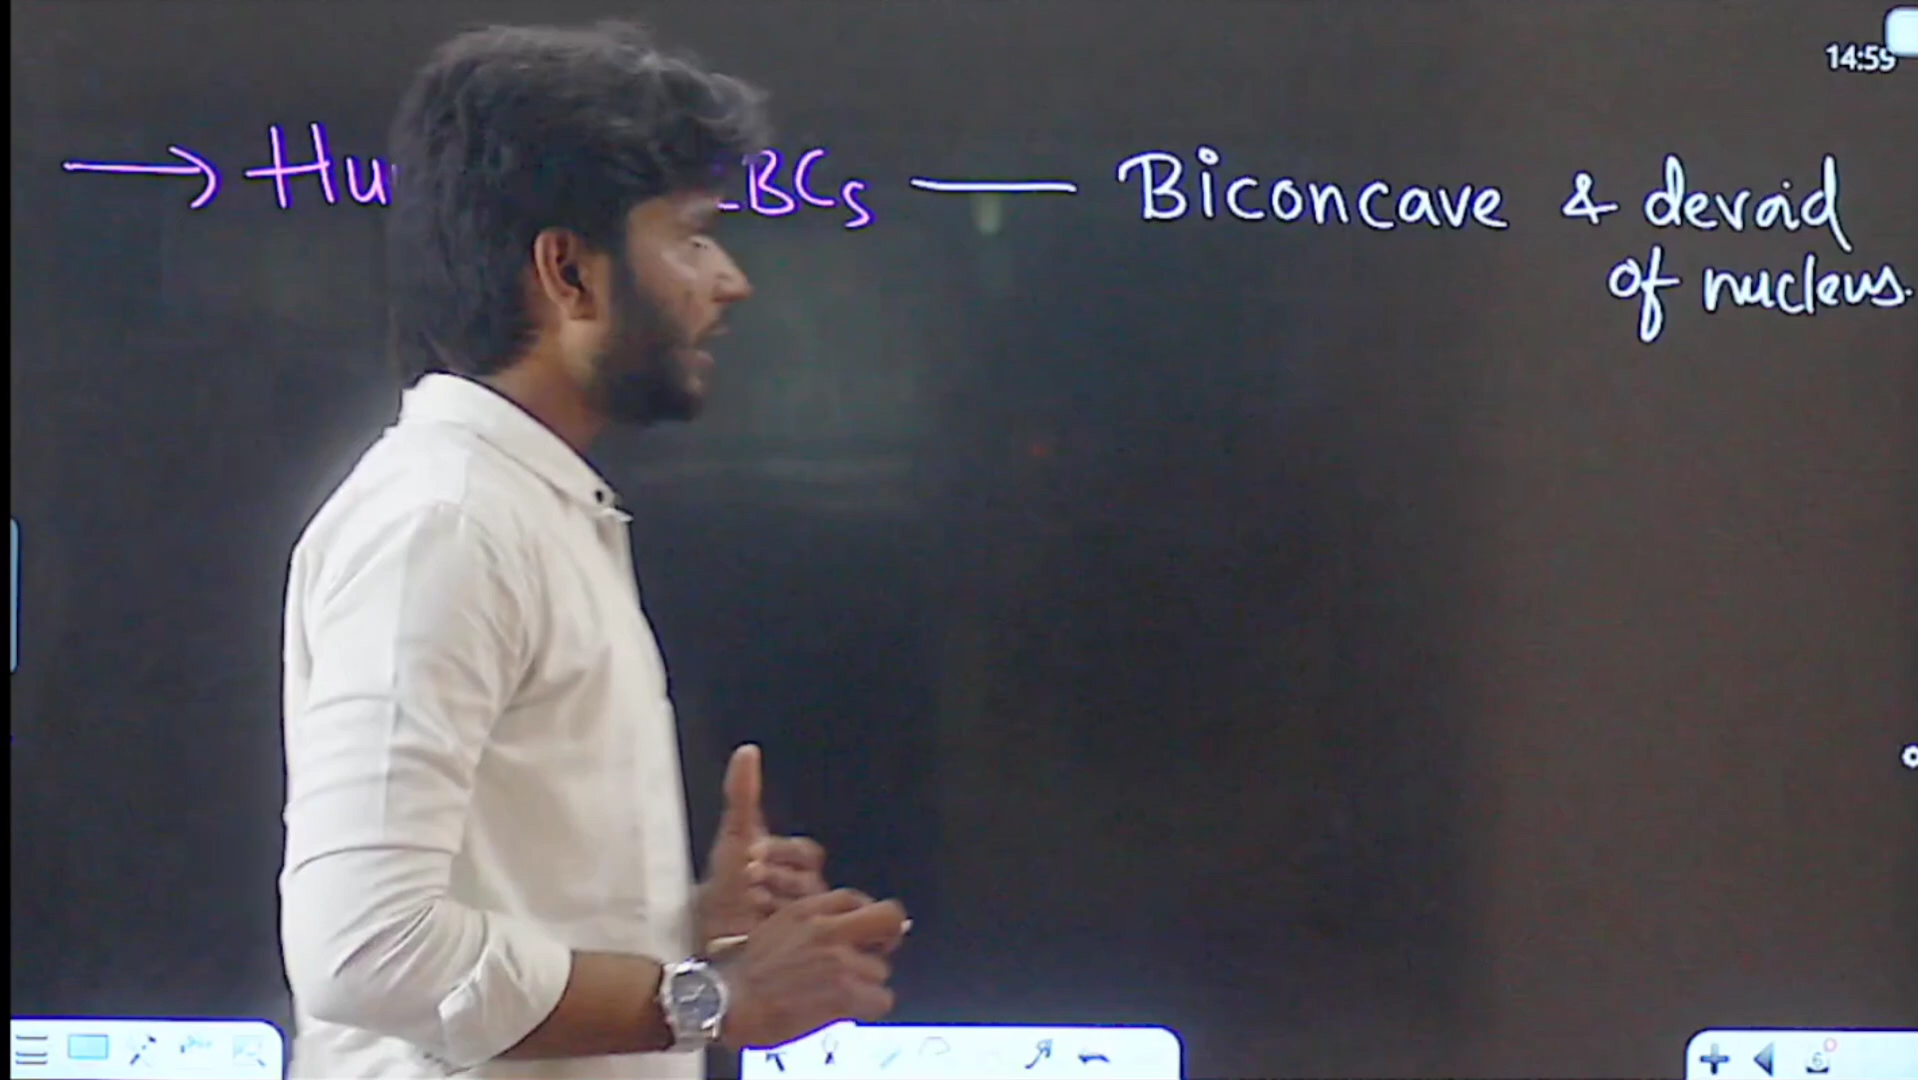 14:55
→ Hu BCs — Biconcave & devoid
of nucleus.